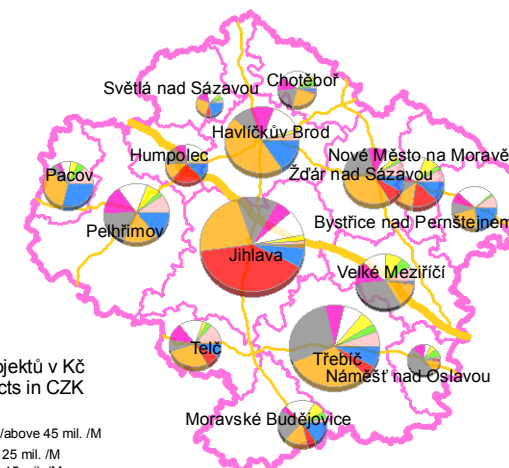 Světlá nad Sázavou
Chotěboř
Havlíčkův Brod
Humpolec
Nové Město na Moravě
Pacov
Žďár nad Sázavou
Pelhřimov
Bystřice nad Pernštejnem
Jihlava
Velké Meziříčí
Telč
Třebíč
Náměšť nad Oslavou
Moravské Budějovice
ojektů v Kč
cts in CZK
/above 45 mil. /M
25 mil. /M